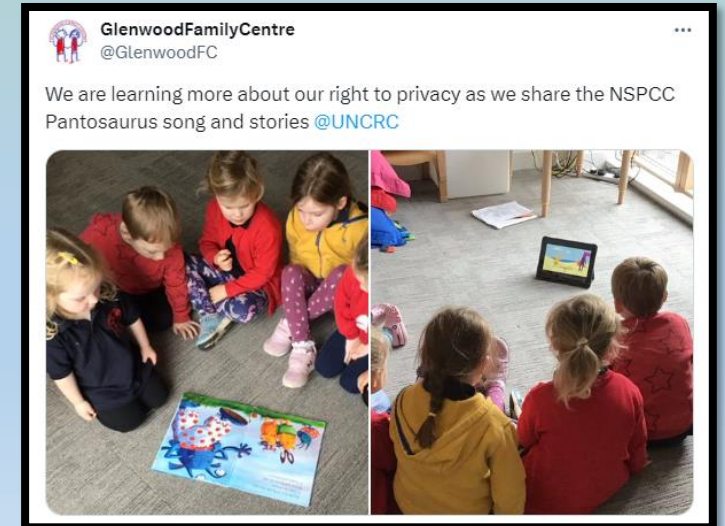 GlenwoodFamilyCentre
@GlenwoodFC
We are learning more about our right to privacy as we share the NSPCC
Pantosaurus song and stories @UNCRC